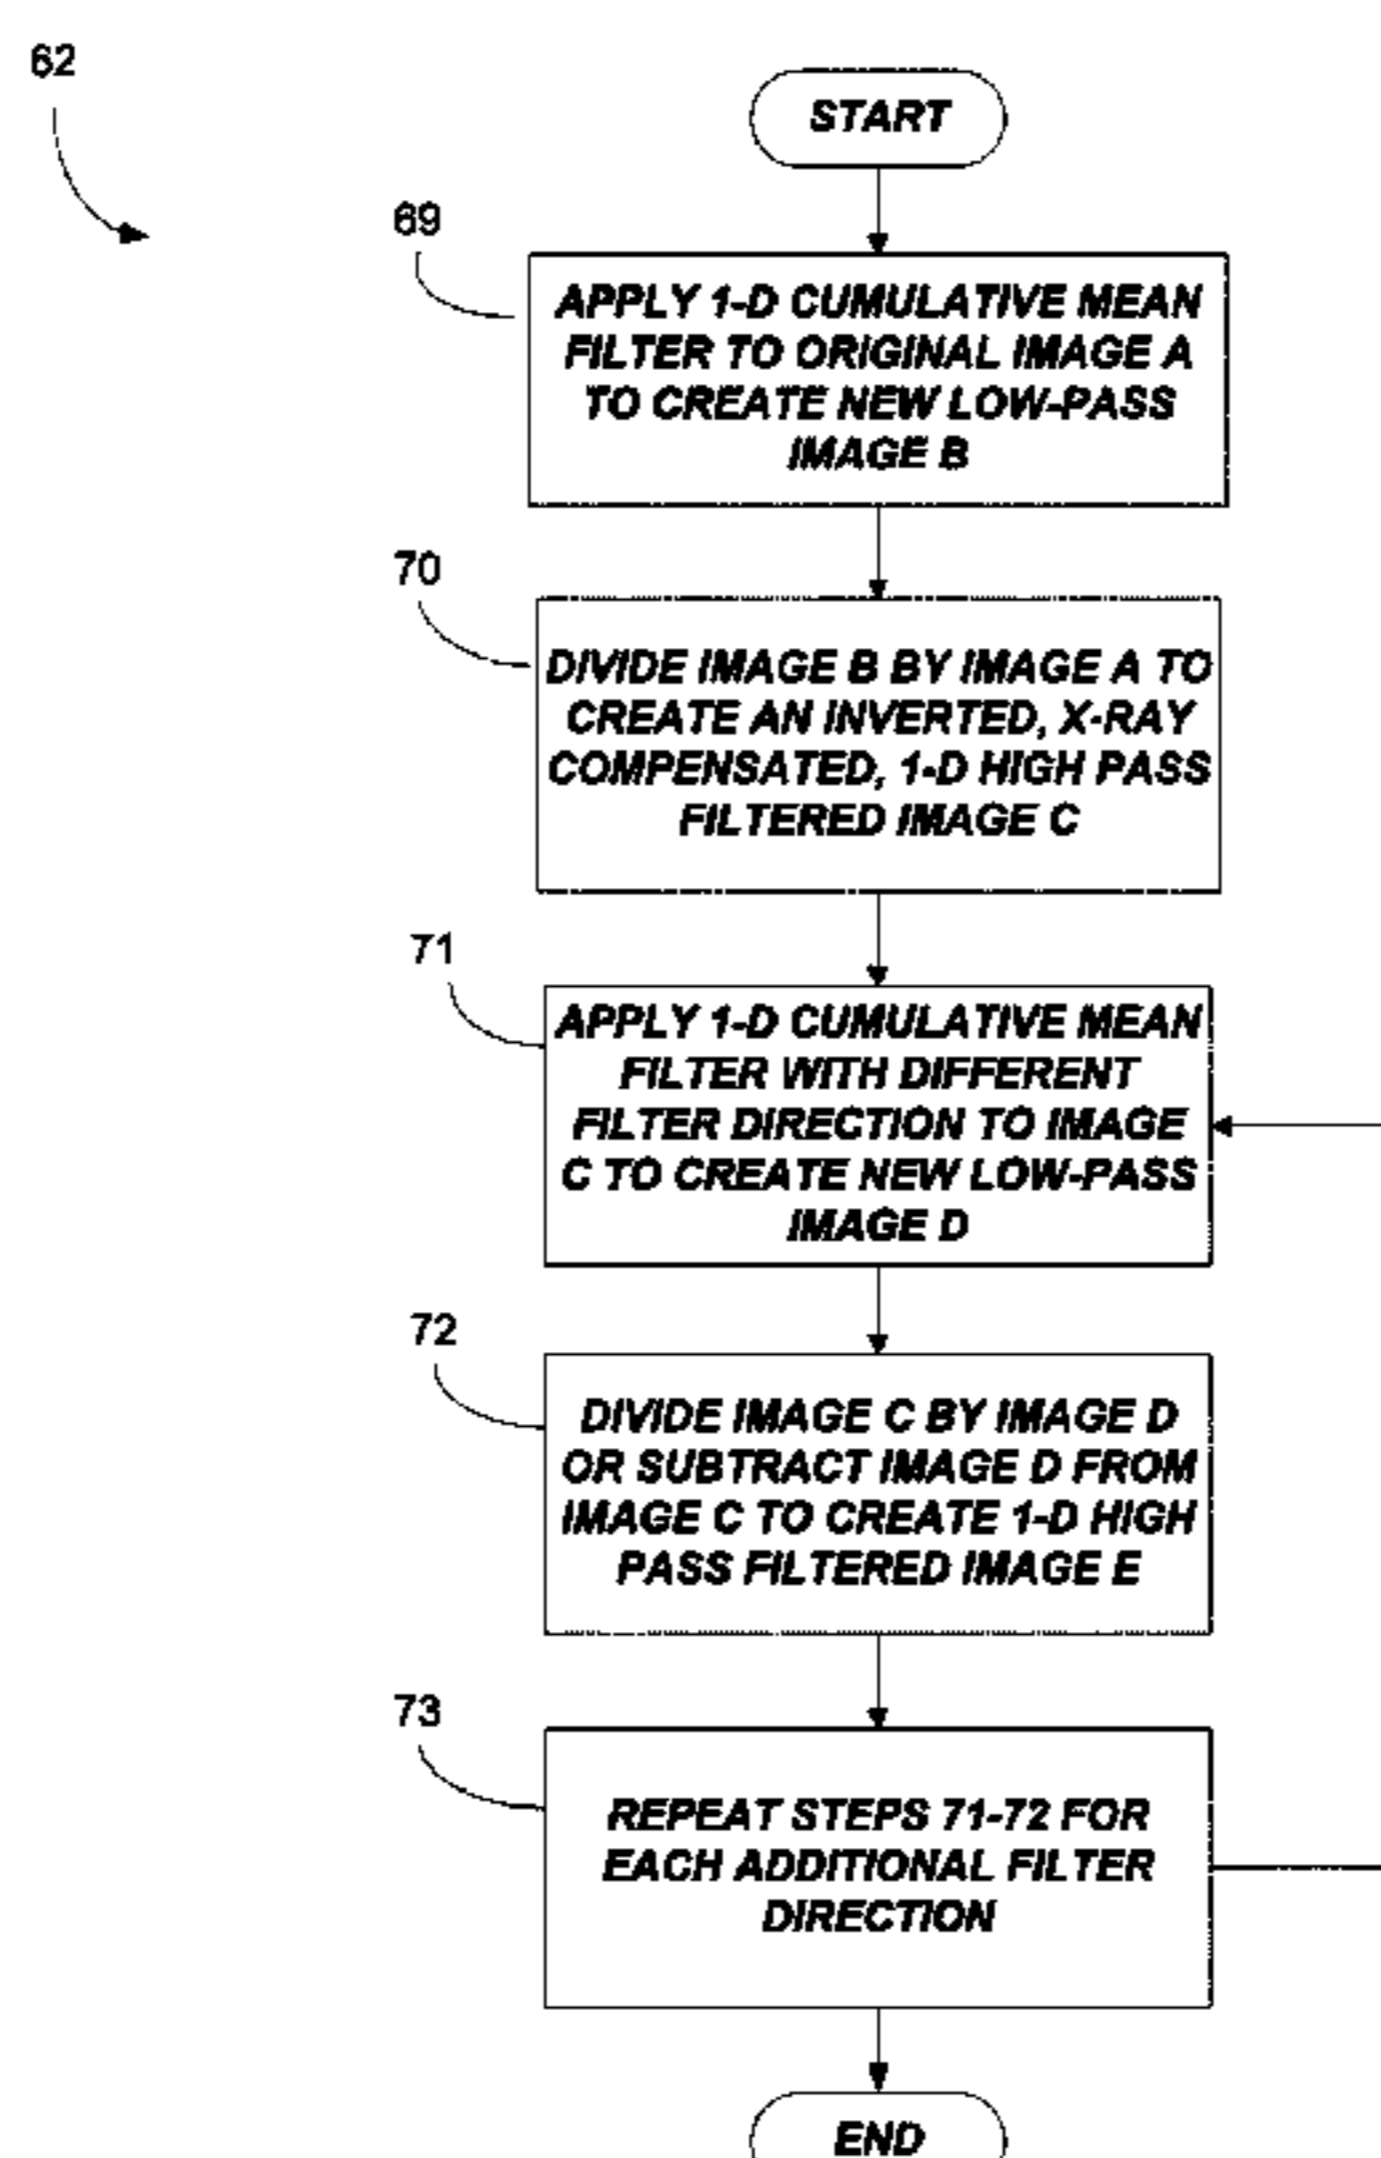 62
START
69
APPLY 1-D CUMULATIVE MEAN
FILTER TO ORIGINAL IMAGE A
TO CREATE NEW LOW-PASS
IMAGE B
70
DIVIDE IMAGE B BY IMAGE A TO
CREATE AN INVERTED, X-RAY
COMPENSATED, 1-D HIGH PASS
FILTERED IMAGE C
71
APPLY 1-D CUMULATIVE MEAN
FILTER WITH DIFFERENT
FILTER DIRECTION TO IMAGE
C TO CREATE NEW LOW-PASS
IMAGE D
72
DIVIDE IMAGE C BY IMAGE D
OR SUBTRACT IMAGE D FROM
IMAGE C TO CREATE 1-D HIGH
PASS FILTERED IMAGE E
73
REPEAT STEPS 71-72 FOR
EACH ADDITIONAL FILTER
DIRECTION
END